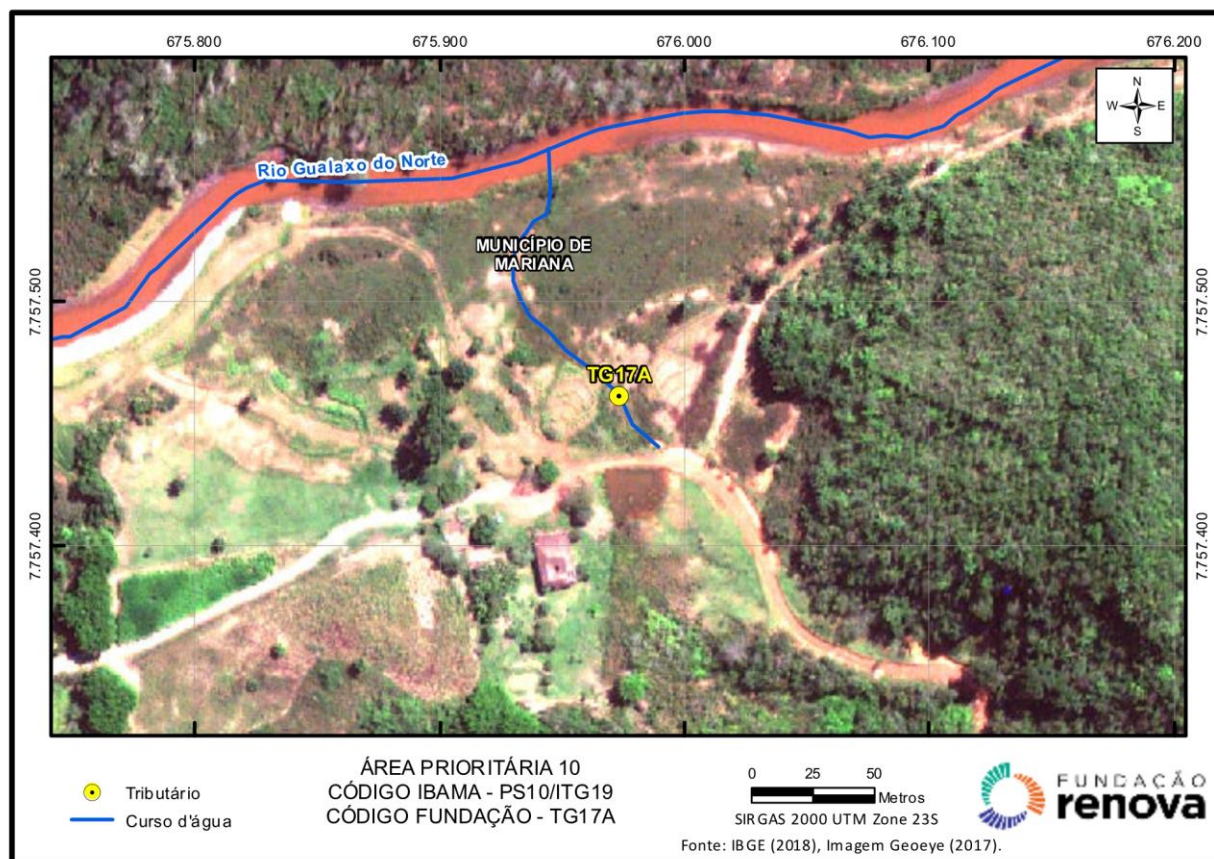 675.800 675.900 676.000 676.100 676.200
N
W E
S
Rio Gualaxo do Norte
MUNICÍPIO DE
MARIANA
7.757.500 7.757.500
TG17A
7.757.400 7.757.400
Tributário
Curso d'água
ÁREA PRIORITÁRIA 10
CÓDIGO IBAMA - PS10/ITG19
CÓDIGO FUNDAÇÃO - TG17A
0 25 50
Metros
SIRGAS 2000 UTM Zone 23S
Fonte: IBGE (2018), Imagem Geoeye (2017).
FUNDAÇÃO
renova